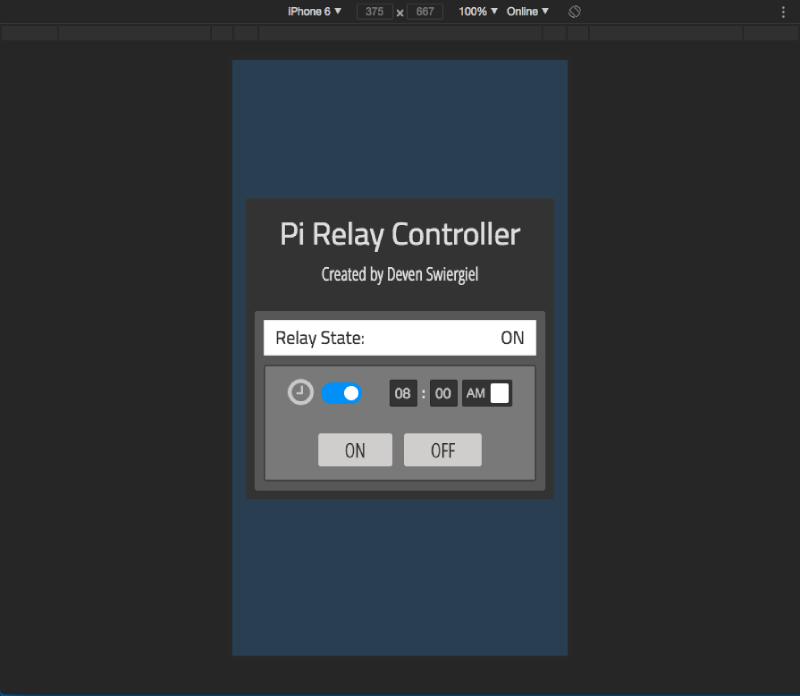 iPhone 6 ▼ 375 x 667 100% ▼ Online ▼
Pi Relay Controller
Created by Deven Swiergiel
Relay State: ON
08 : 00 AM
ON OFF